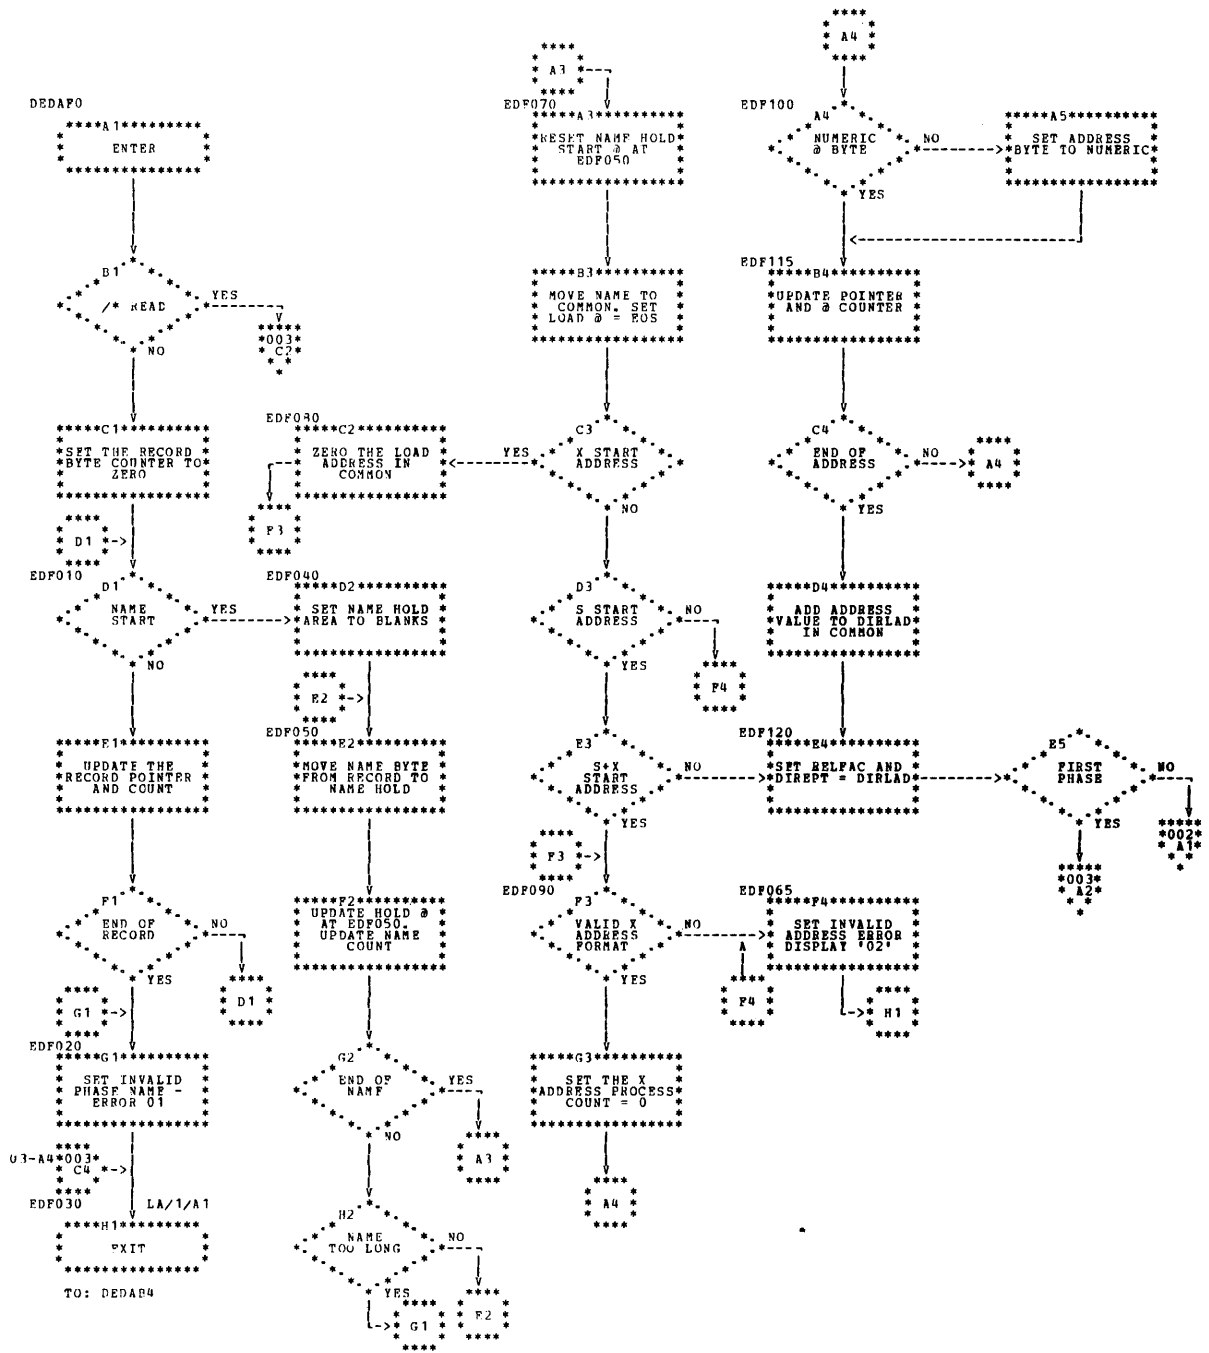 DEDAF0
A1
ENTER
B1
/* READ
YES
003
C2
NO
C1
SET THE RECORD
BYTE COUNTER TO
ZERO
D1
EDF010
D1
NAME
START
YES
NO
E1
UPDATE THE
RECORD POINTER
AND COUNT
F1
END OF
RECORD
NO
D1
YES
G1
EDF020
G1
SET INVALID
PHASE NAME -
ERROR 01
03-A4
003
C4
EDF030
LA/1/A1
H1
EXIT
TO: DEDAB4
EDF080
C2
ZERO THE LOAD
ADDRESS IN
COMMON
F3
EDF040
D2
SET NAME HOLD
AREA TO BLANKS
E2
EDF050
E2
MOVE NAME BYTE
FROM RECORD TO
NAME HOLD
F2
UPDATE HOLD @
AT EDF050.
UPDATE NAME
COUNT
G2
END OF
NAME
YES
A3
NO
H2
NAME
TOO LONG
NO
E2
YES
G1
A3
EDF070
A3
RESET NAME HOLD
START @ AT
EDF050
B3
MOVE NAME TO
COMMON. SET
LOAD @ = EOS
C3
X START
ADDRESS
YES
NO
D3
S START
ADDRESS
NO
F4
YES
E3
S+X
START
ADDRESS
NO
YES
F3
EDF090
F3
VALID X
ADDRESS
FORMAT
NO
F4
YES
G3
SET THE X
ADDRESS PROCESS
COUNT = 0
A4
A4
EDF100
A4
NUMERIC
@ BYTE
NO
YES
A5
SET ADDRESS
BYTE TO NUMERIC
EDF115
B4
UPDATE POINTER
AND @ COUNTER
C4
END OF
ADDRESS
NO
A4
YES
D4
ADD ADDRESS
VALUE TO DIRLAD
IN COMMON
EDF120
E4
SET RELFAC AND
DIREPT = DIRLAD
E5
FIRST
PHASE
NO
002
A1
YES
003
A2
EDF065
F4
SET INVALID
ADDRESS ERROR
DISPLAY '02'
H1